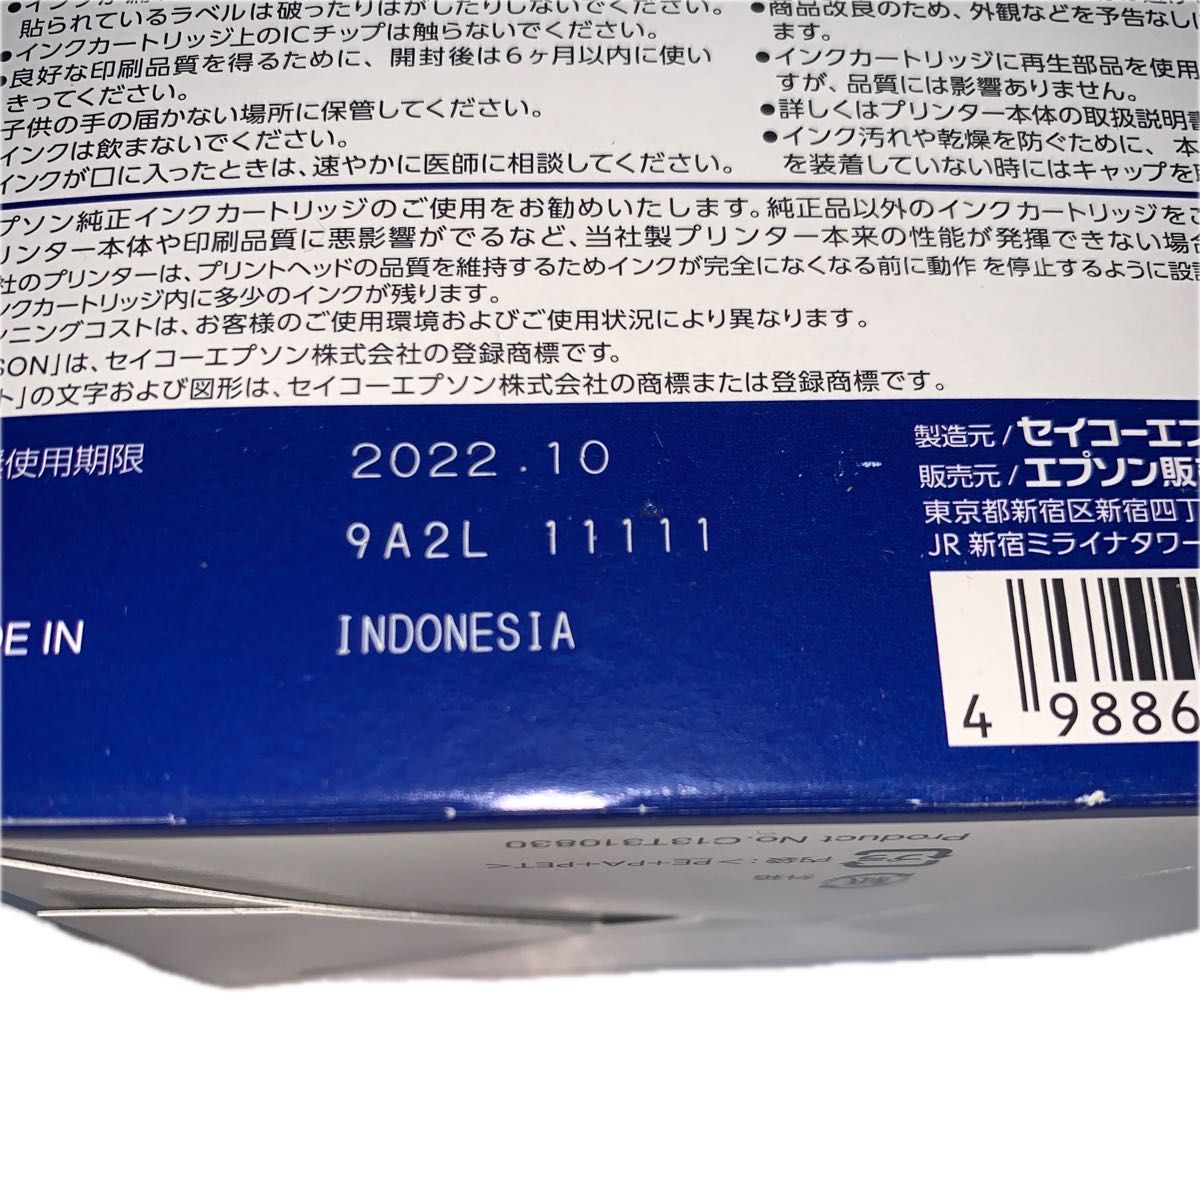 貼られているラベルは破ったりはがしたりしないでください。
●インクカートリッジ上のICチップは触らないでください。
●良好な印刷品質を得るために、開封後は6ヶ月以内に使い
きってください。
子供の手の届かない場所に保管してください。
インクは飲まないでください。
インクが口に入ったときは、速やかに医師に相談してください。
●商品改良のため、外観などを予告なし
ます。
●インクカートリッジに再生部品を使用
すが、品質には影響ありません。
●詳しくはプリンター本体の取扱説明書
●インク汚れや乾燥を防ぐために、本
を装着していない時にはキャップを
プソン純正インクカートリッジのご使用をお勧めいたします。純正品以外のインクカートリッジを
リンター本体や印刷品質に悪影響がでるなど、当社製プリンター本来の性能が発揮できない場合
社のプリンターは、プリントヘッドの品質を維持するためインクが完全になくなる前に動作を停止するように設
ンクカートリッジ内に多少のインクが残ります。
ンニングコストは、お客様のご使用環境およびご使用状況により異なります。
SON」は、セイコーエプソン株式会社の登録商標です。
ト」の文字および図形は、セイコーエプソン株式会社の商標または登録商標です。
使用期限 2022.10
9A2L 11111
DE IN INDONESIA
製造元/セイコーエプ
販売元/エプソン販
東京都新宿区新宿四丁
JR 新宿ミライナタワー
4 9886
Product No.C13T310830
内袋:>PE+PA+PET<
プラ
外箱
紙